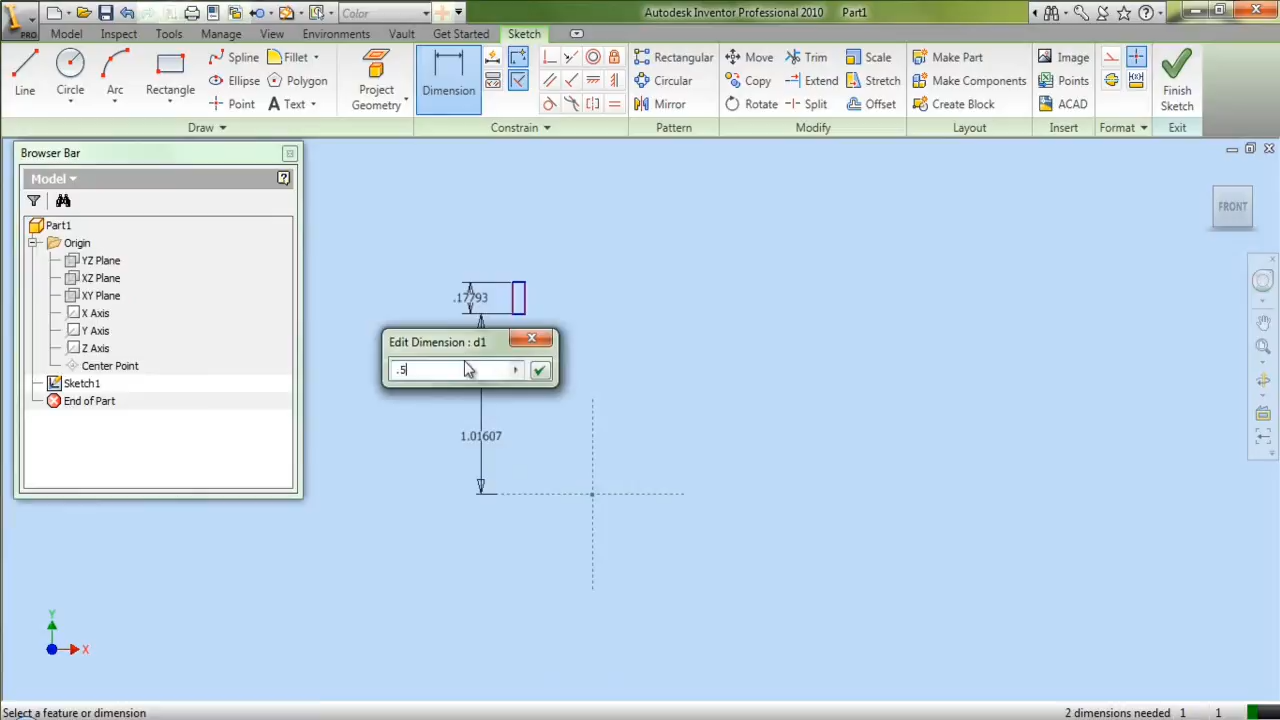 PRO
Color
Autodesk Inventor Professional 2010 Part1
Model Inspect Tools Manage View Environments Vault Get Started Sketch
Line
Circle
Arc
Rectangle
Spline
Fillet
Ellipse
Polygon
Point
Text
Project
Geometry
Dimension
Rectangular
Circular
Mirror
Move
Trim
Scale
Copy
Extend
Stretch
Rotate
Split
Offset
Make Part
Make Components
Create Block
Image
Points
ACAD
Finish
Sketch
Draw
Constrain
Pattern
Modify
Layout
Insert
Format
Exit
Browser Bar
Model
Part1
Origin
YZ Plane
XZ Plane
XY Plane
X Axis
Y Axis
Z Axis
Center Point
Sketch1
End of Part
FRONT
.17793
Edit Dimension : d1
.5
1.01607
Y
X
Select a feature or dimension
2 dimensions needed 1 1